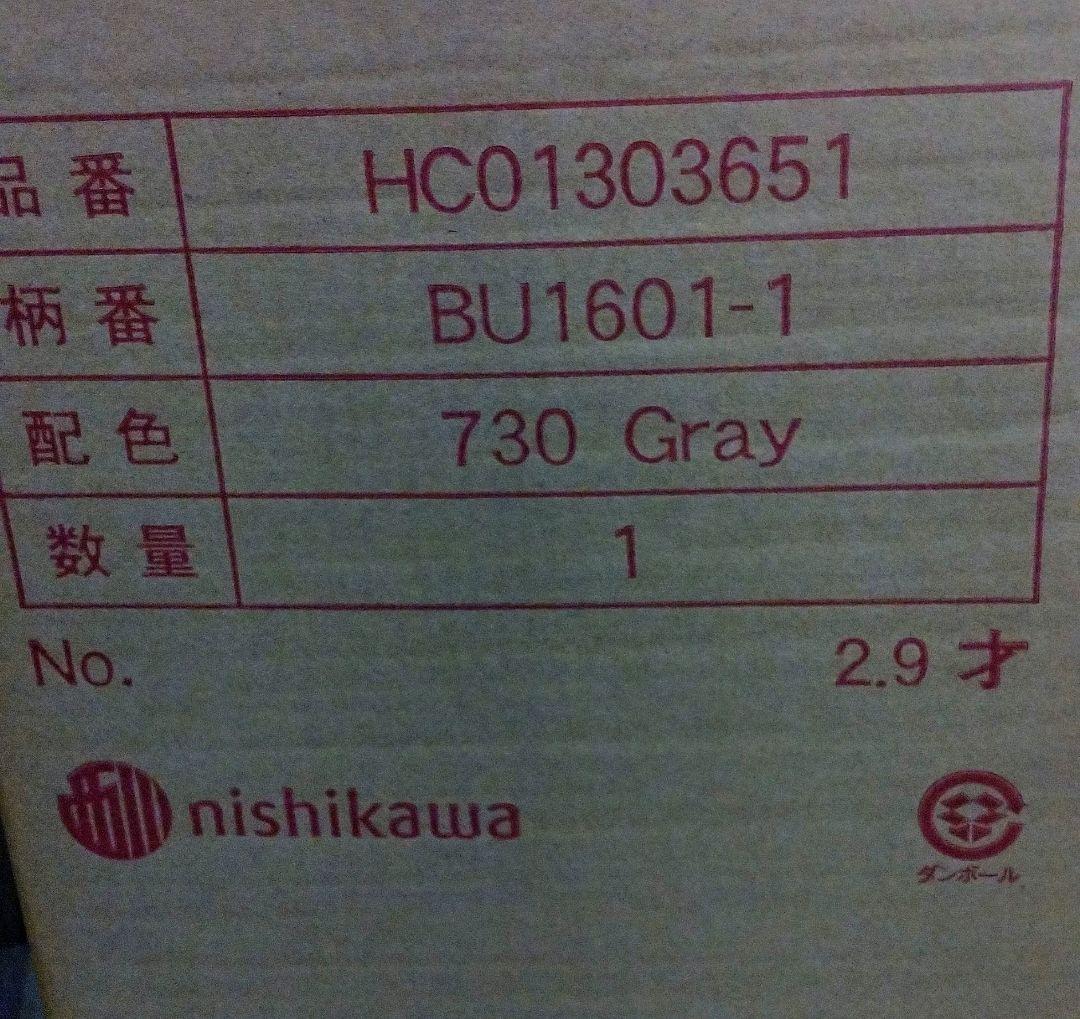 品番 HC01303651
柄番 BU1601-1
配色 730 Gray
数量 1
No. 2.9 才
nishikawa
ダンボール